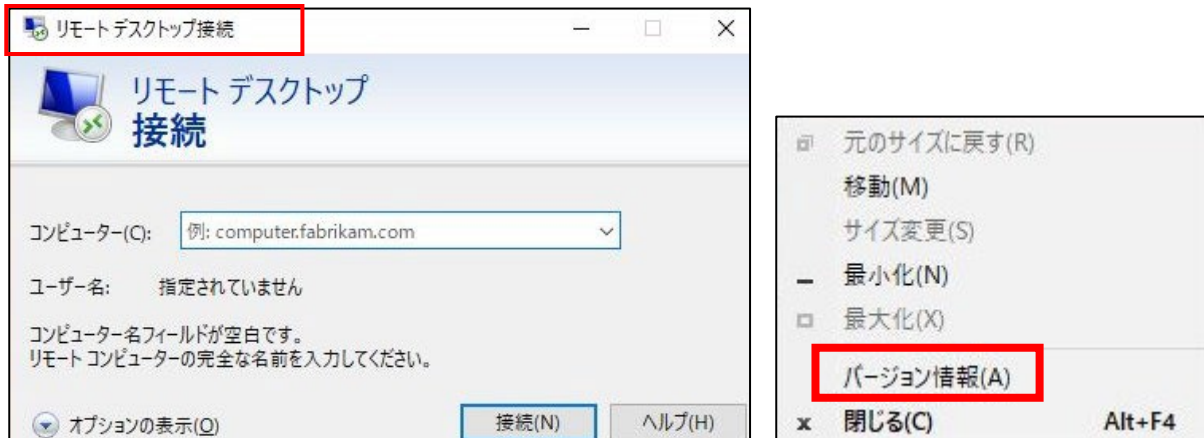 リモート デスクトップ接続
リモート デスクトップ
接続
コンピューター(C): 例: computer.fabrikam.com
ユーザー名: 指定されていません
コンピューター名フィールドが空白です。
リモート コンピューターの完全な名前を入力してください。
オプションの表示(O)
接続(N) ヘルプ(H)
元のサイズに戻す(R)
移動(M)
サイズ変更(S)
最小化(N)
最大化(X)
バージョン情報(A)
閉じる(C) Alt+F4